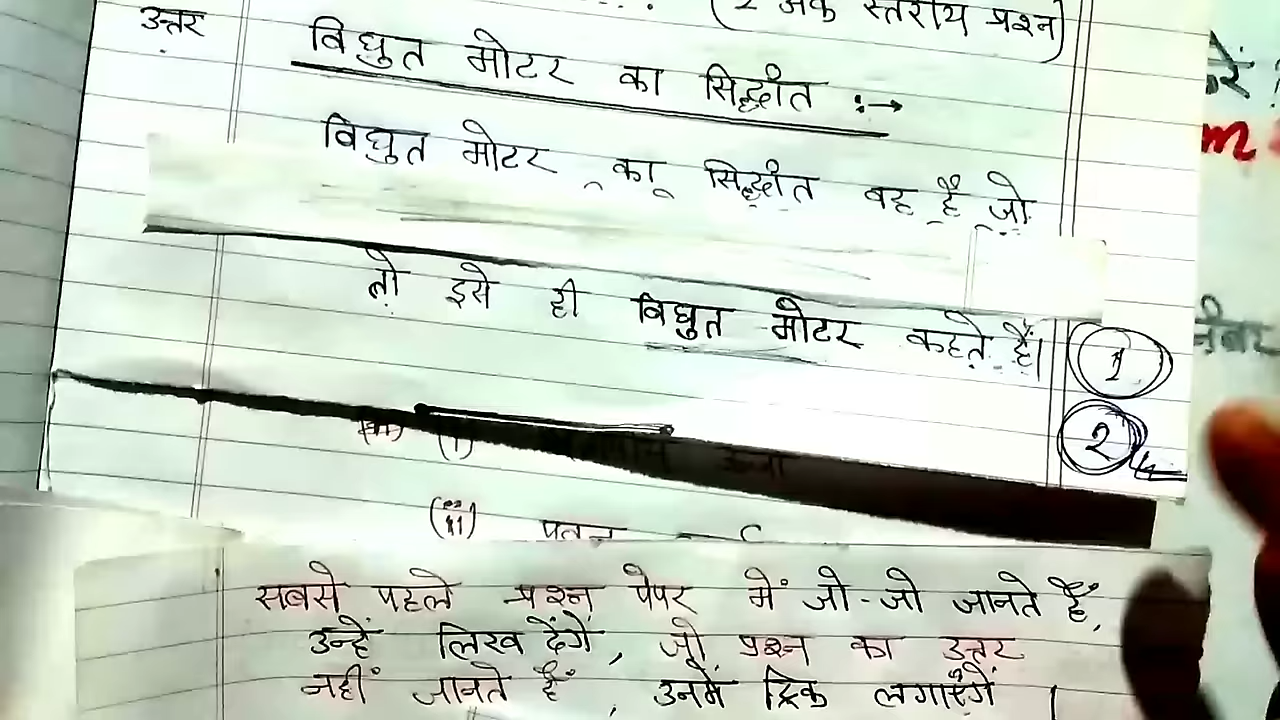 (2 अंक स्तरीय प्रश्न)
उत्तर
विघुत मोटर का सिद्धांत :→
विघुत मोटर का सिद्धांत वह है जो
तो इसे ही विघुत मोटर कहते हैं।
1
2
(i) ऊर्जा
(ii)
सबसे पहले प्रश्न पेपर में जो-जो जानते हैं,
उन्हें लिख देंगें, जो प्रश्न का उत्तर
नहीं जानते हैं, उनमें ट्रिक लगाएंगें ।